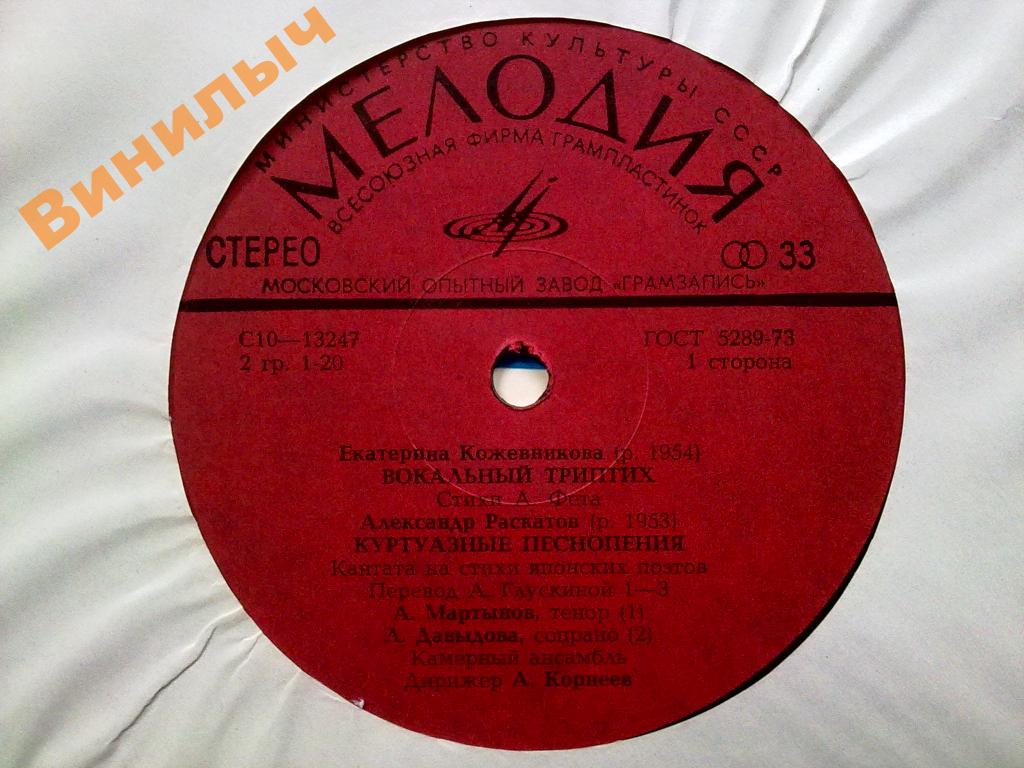 Винилыч
МИНИСТЕРСТВО КУЛЬТУРЫ СССР
МЕЛОДИЯ
ВСЕСОЮЗНАЯ ФИРМА ГРАМПЛАСТИНОК
СТЕРЕО 33
МОСКОВСКИЙ ОПЫТНЫЙ ЗАВОД «ГРАМЗАПИСЬ»
С10—13247 ГОСТ 5289-73
2 гр. 1-20 1 сторона
Екатерина Кожевникова (р. 1954)
ВОКАЛЬНЫЙ ТРИПТИХ
Стихи А. Фета
Александр Раскатов (р. 1953)
КУРТУАЗНЫЕ ПЕСНОПЕНИЯ
Кантата на стихи японских поэтов
Перевод А. Глускиной 1—3
А. Мартынов, тенор (1)
Л. Давыдова, сопрано (2)
Камерный ансамбль
Дирижер А. Корнеев